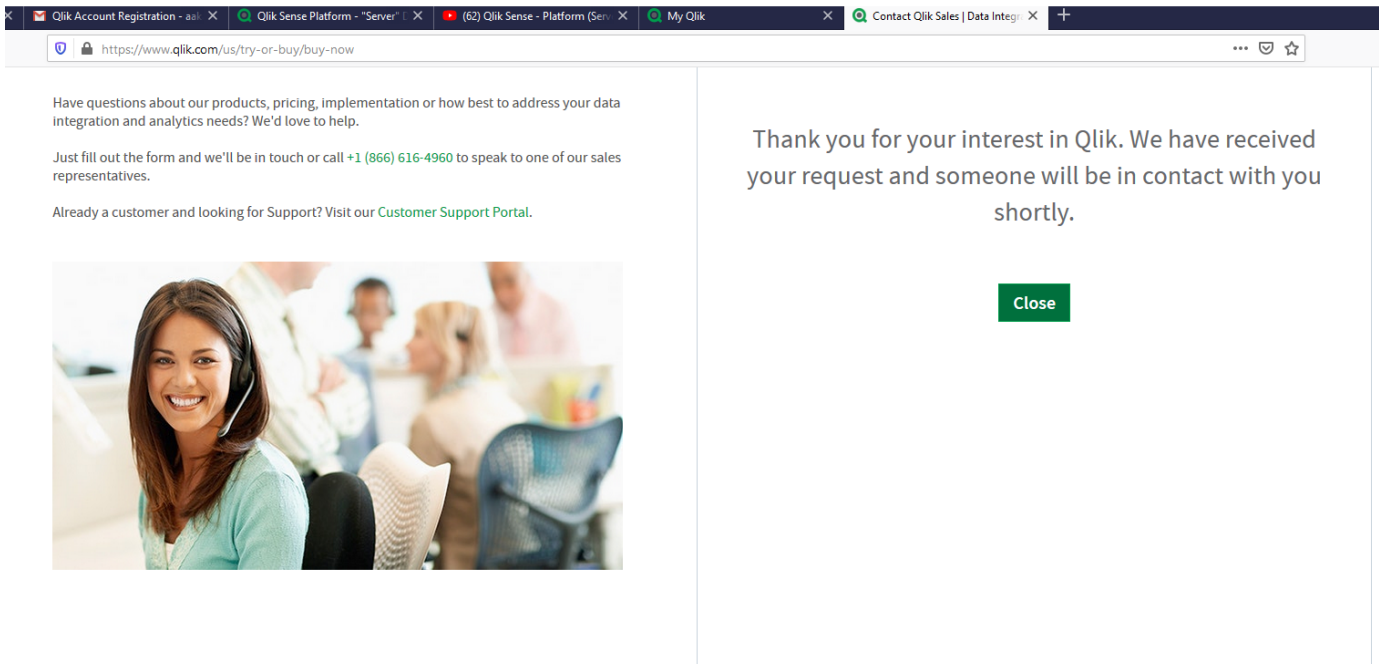 Qlik Account Registration - aak
Qlik Sense Platform - "Server"
(62) Qlik Sense - Platform (Serv
My Qlik
Contact Qlik Sales | Data Integr
https://www.qlik.com/us/try-or-buy/buy-now
Have questions about our products, pricing, implementation or how best to address your data
integration and analytics needs? We'd love to help.
Just fill out the form and we'll be in touch or call +1 (866) 616-4960 to speak to one of our sales
representatives.
Already a customer and looking for Support? Visit our Customer Support Portal.
Thank you for your interest in Qlik. We have received
your request and someone will be in contact with you
shortly.
Close